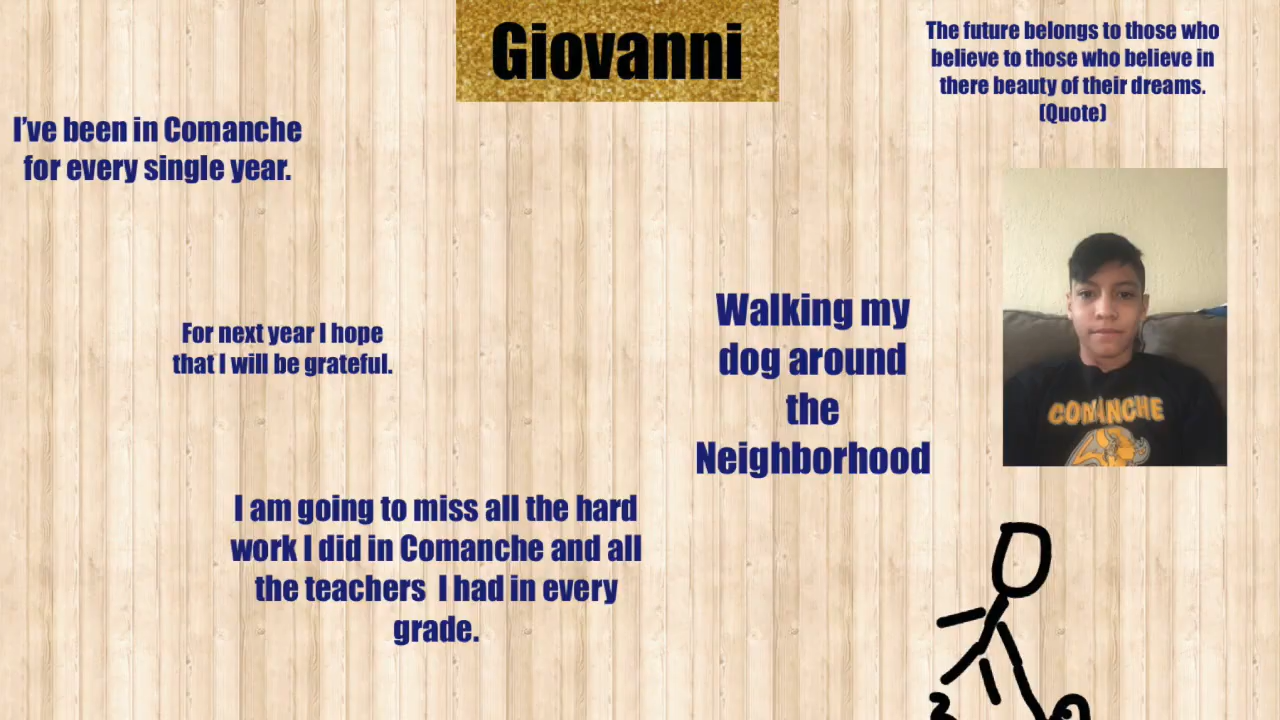 Giovanni
The future belongs to those who
believe to those who believe in
there beauty of their dreams.
(Quote)
I've been in Comanche
for every single year.
For next year I hope
that I will be grateful.
Walking my
dog around
the
Neighborhood
COMANCHE
I am going to miss all the hard
work I did in Comanche and all
the teachers  I had in every
grade.